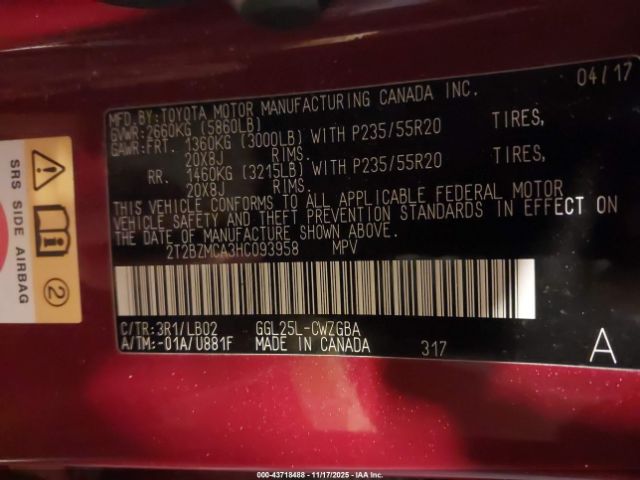 04/17
MFD.BY:TOYOTA MOTOR MANUFACTURING CANADA INC.
GVWR:2660KG (5860LB)
GAWR:FRT. 1360KG (3000LB) WITH P235/55R20 TIRES,
20X8J RIMS.
RR. 1460KG (3215LB) WITH P235/55R20 TIRES,
20X8J RIMS.
THIS VEHICLE CONFORMS TO ALL APPLICABLE FEDERAL MOTOR
VEHICLE SAFETY AND THEFT PREVENTION STANDARDS IN EFFECT ON
THE DATE OF MANUFACTURE SHOWN ABOVE.
2T2BZMCA3HC093958 MPV
C/TR:3R1/LB02 GGL25L-CWZGBA
A/TM:-01A/U881F MADE IN CANADA 317 A
SRS SIDE AIRBAG
2
000-43718488 - 11/17/2025 - IAA Inc.